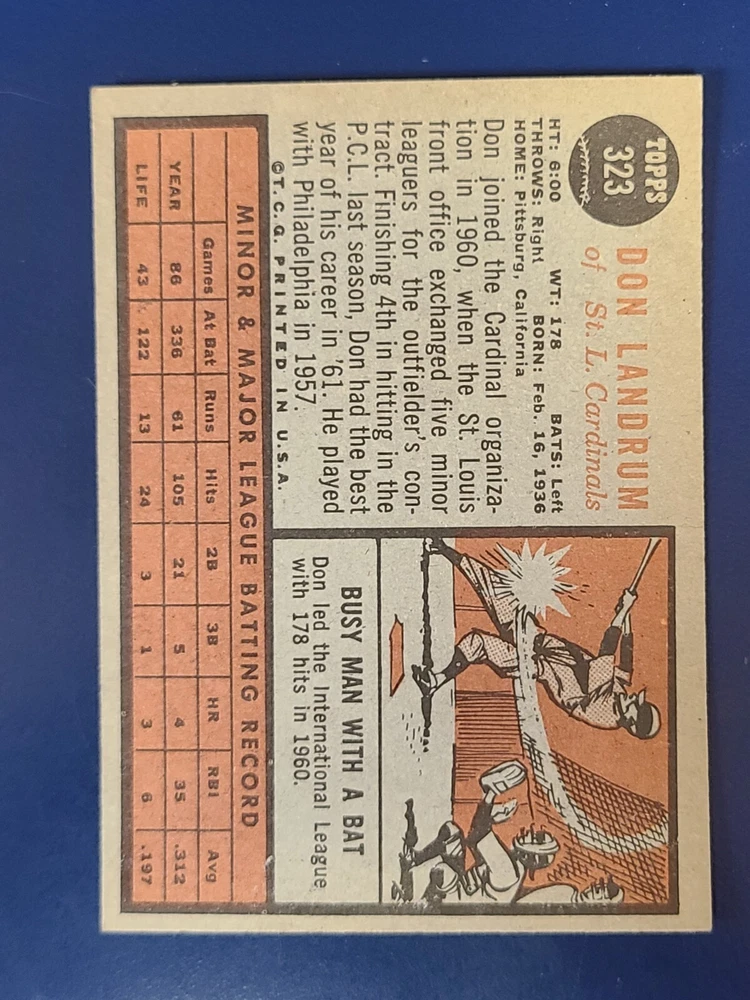 TOPPS
323
DON LANDRUM
of St. L. Cardinals
HT: 6:00 WT: 178 BATS: Left
THROWS: Right BORN: Feb. 16, 1936
HOME: Pittsburg, California
Don joined the Cardinal organiza-
tion in 1960, when the St. Louis
front office exchanged five minor
leaguers for the outfielder's con-
tract. Finishing 4th in hitting in the
P.C.L. last season, Don had the best
year of his career in '61. He played
with Philadelphia in 1957.
©T.C.G. PRINTED IN U.S.A.
BUSY MAN WITH A BAT
Don led the International League
with 178 hits in 1960.
MINOR & MAJOR LEAGUE BATTING RECORD
Games At Bat Runs Hits 2B 3B HR RBI Avg
YEAR 86 336 61 105 21 5 4 35 .312
LIFE 43 122 13 24 3 1 3 6 .197